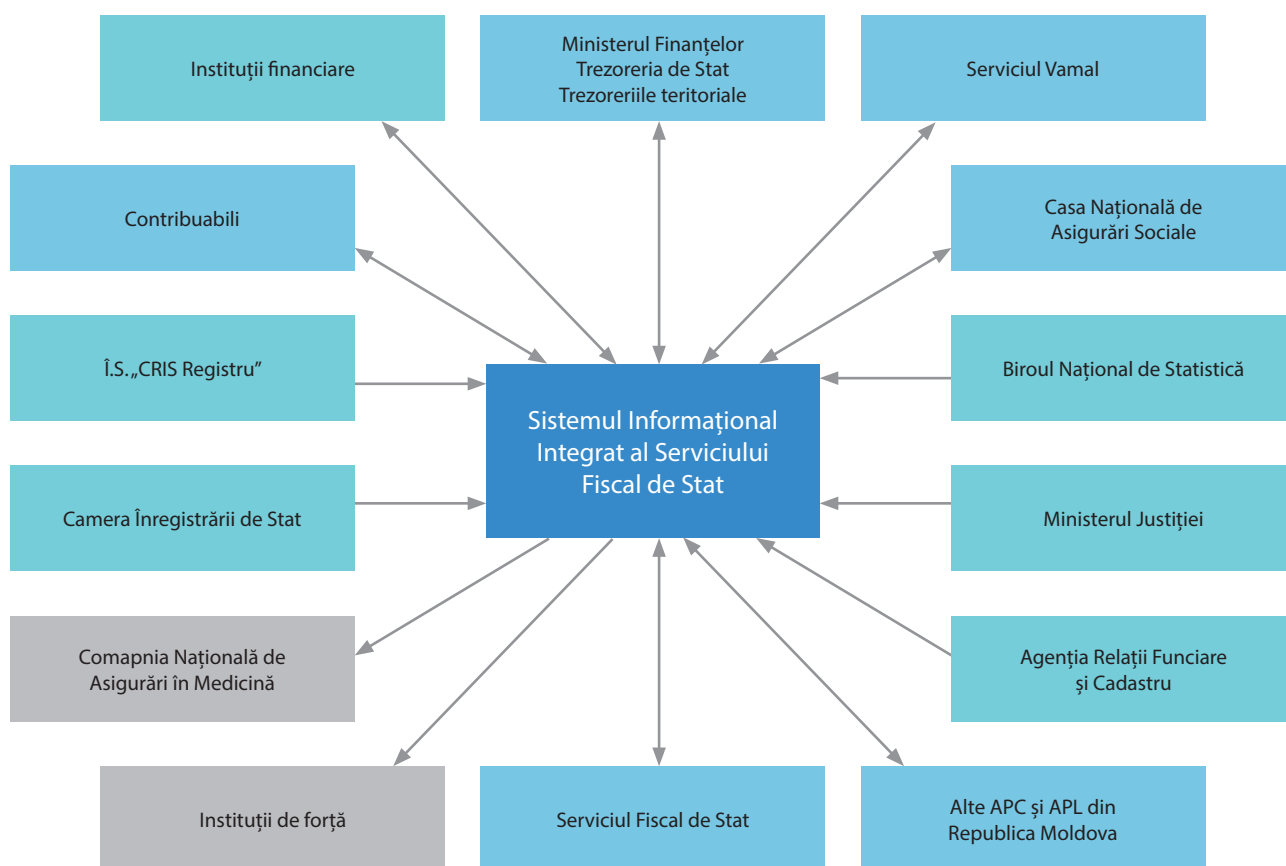 Instituții financiare
Ministerul Finanțelor
Trezoreria de Stat
Trezoreriile teritoriale
Serviciul Vamal
Contribuabili
Casa Națională de
Asigurări Sociale
Î.S. „CRIS Registru”
Biroul Național de Statistică
Sistemul Informațional
Integrat al Serviciului
Fiscal de Stat
Camera Înregistrării de Stat
Ministerul Justiției
Comapnia Națională de
Asigurări în Medicină
Agenția Relații Funciare
și Cadastru
Instituții de forță
Serviciul Fiscal de Stat
Alte APC și APL din
Republica Moldova